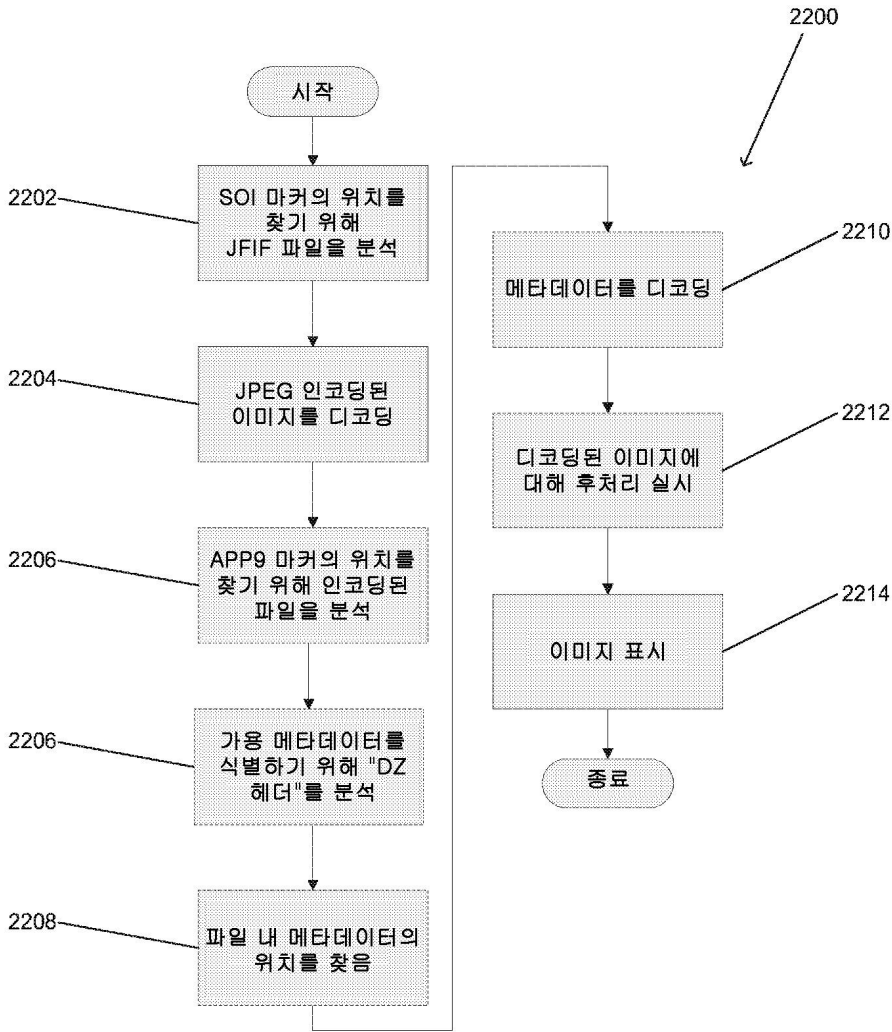 2200
시작
2202
SOI 마커의 위치를
찾기 위해
JFIF 파일을 분석
2204
JPEG 인코딩된
이미지를 디코딩
2206
APP9 마커의 위치를
찾기 위해 인코딩된
파일을 분석
2206
가용 메타데이터를
식별하기 위해 "DZ
헤더"를 분석
2208
파일 내 메타데이터의
위치를 찾음
2210
메타데이터를 디코딩
2212
디코딩된 이미지에
대해 후처리 실시
2214
이미지 표시
종료